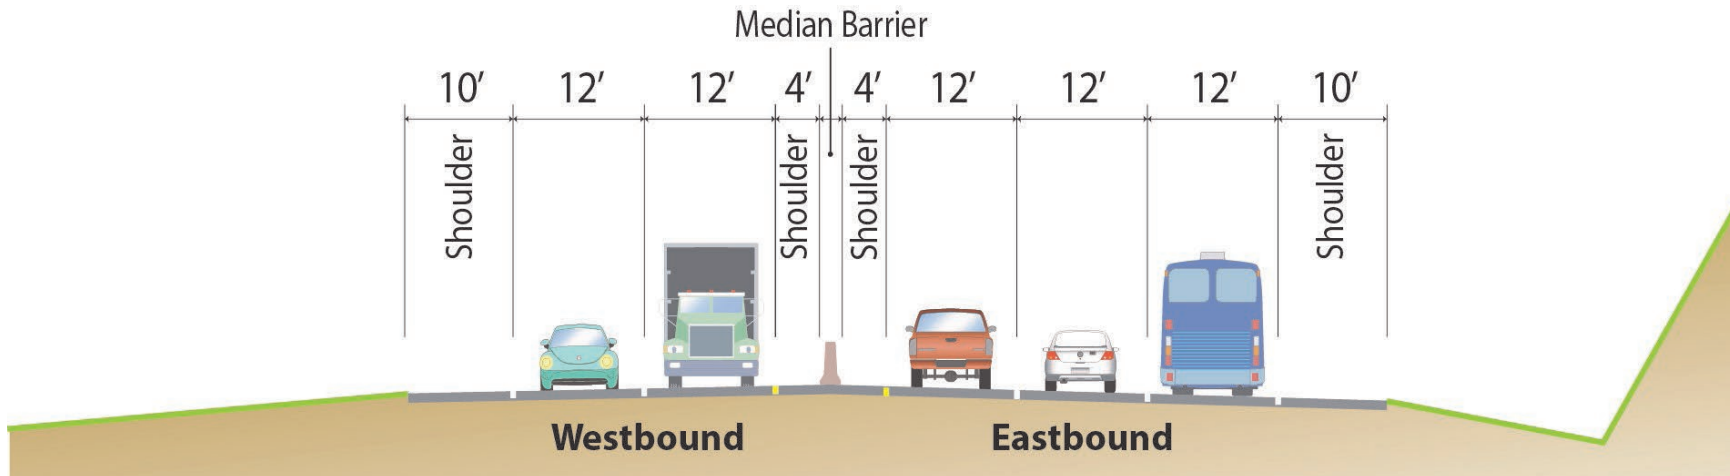 Median Barrier
10′ 12′ 12′ 4′ 4′ 12′ 12′ 12′ 10′
Shoulder Shoulder Shoulder Shoulder
Westbound Eastbound